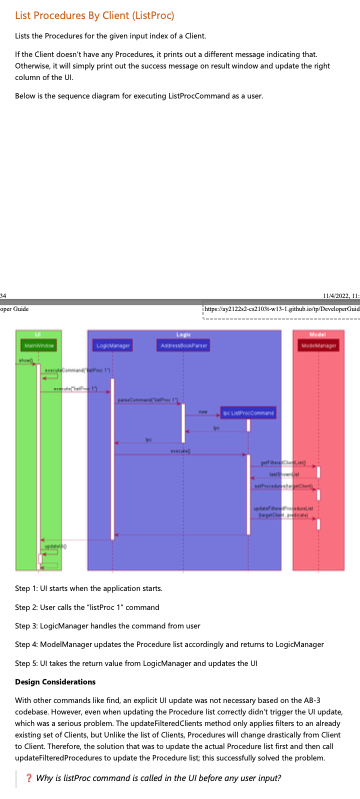 List Procedures By Client (ListProc)
Lists the Procedures for the given input index of a Client.
If the Client doesn't have any Procedures, it prints out a different message indicating that.
Otherwise, it will simply print out the success message on result window and update the right
column of the UI.
Below is the sequence diagram for executing ListProcCommand as a user.
34
11/4/2022, 11:
oper Guide
https://ay2122s2-cs2103t-w13-1.github.io/tp/DeveloperGuid
UI
Logic
Model
MainWindow
LogicManager
AddressBookParser
ModelManager
show()
executeCommand("listProc 1")
execute("listProc 1")
parseCommand("listProc 1")
new
lpc:ListProcCommand
lpc
lpc
execute()
getFilteredClientList()
lastShownList
setProcedures(targetClient)
updateFilteredProcedureList
(targetClient, predicate)
updateUI()
Step 1: UI starts when the application starts.
Step 2: User calls the "listProc 1" command
Step 3: LogicManager handles the command from user
Step 4: ModelManager updates the Procedure list accordingly and returns to LogicManager
Step 5: UI takes the return value from LogicManager and updates the UI
Design Considerations
With other commands like find, an explicit UI update was not necessary based on the AB-3
codebase. However, even when updating the Procedure list correctly didn't trigger the UI update,
which was a serious problem. The updateFilteredClients method only applies filters to an already
existing set of Clients, but Unlike the list of Clients, Procedures will change drastically from Client
to Client. Therefore, the solution that was to update the actual Procedure list first and then call
updateFilteredProcedures to update the Procedure list; this successfully solved the problem.
❓ Why is listProc command is called in the UI before any user input?